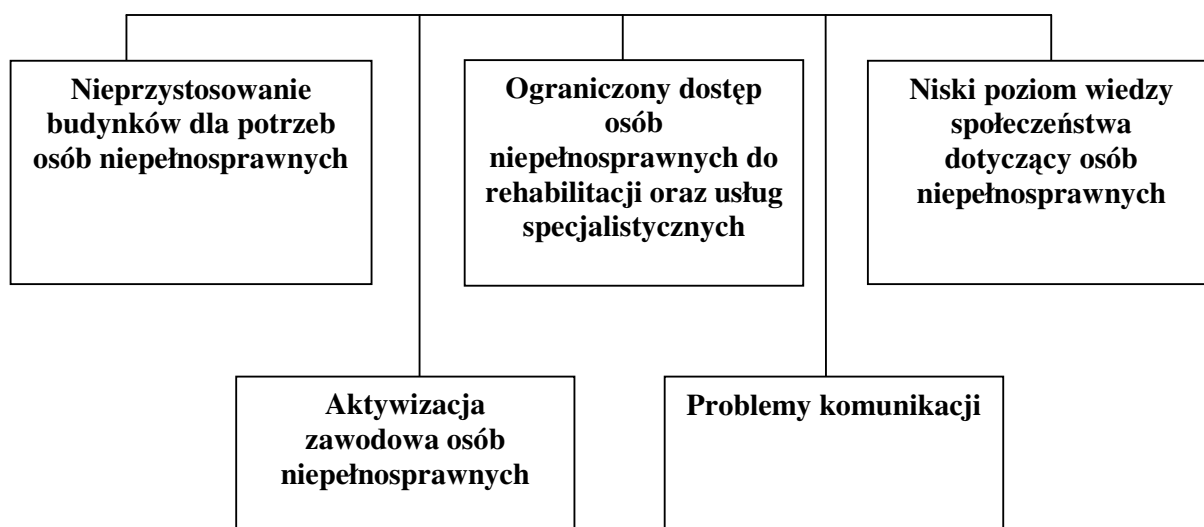 Nieprzystosowanie
budynków dla potrzeb
osób niepełnosprawnych
Ograniczony dostęp
osób
niepełnosprawnych do
rehabilitacji oraz usług
specjalistycznych
Niski poziom wiedzy
społeczeństwa
dotyczący osób
niepełnosprawnych
Aktywizacja
zawodowa osób
niepełnosprawnych
Problemy komunikacji